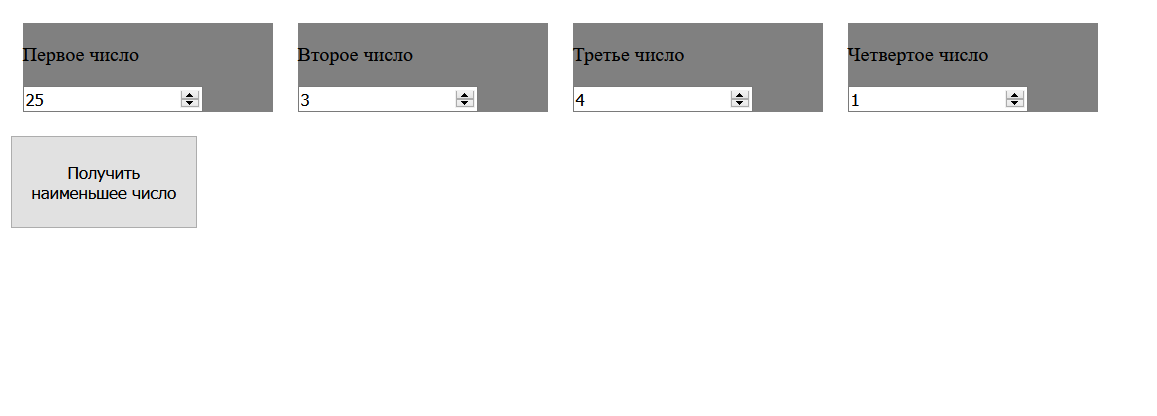 Первое число
Второе число
Третье число
Четвертое число
25
3
4
1
Получить
наименьшее число